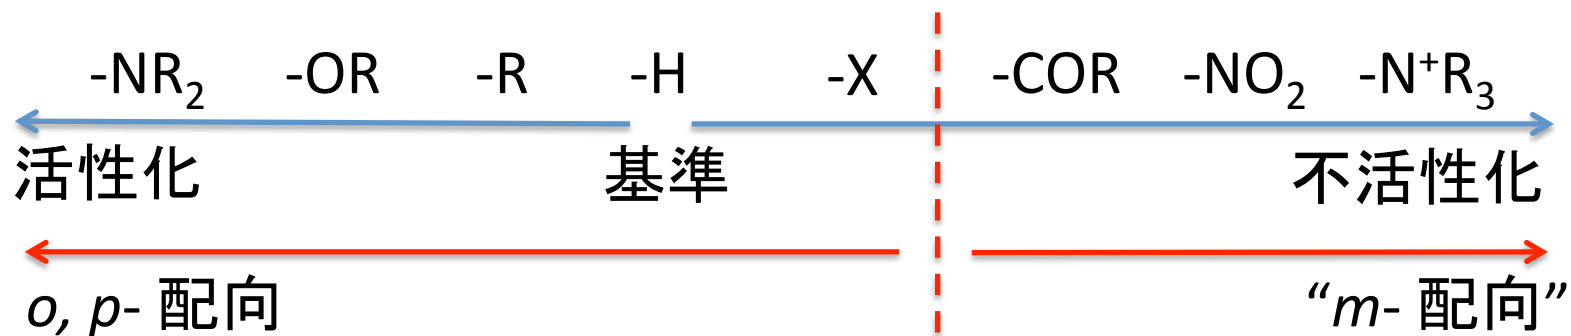 -NR₂ -OR -R -H -X -COR -NO₂ -N⁺R₃
活性化 基準 不活性化
o, p- 配向 “m- 配向”